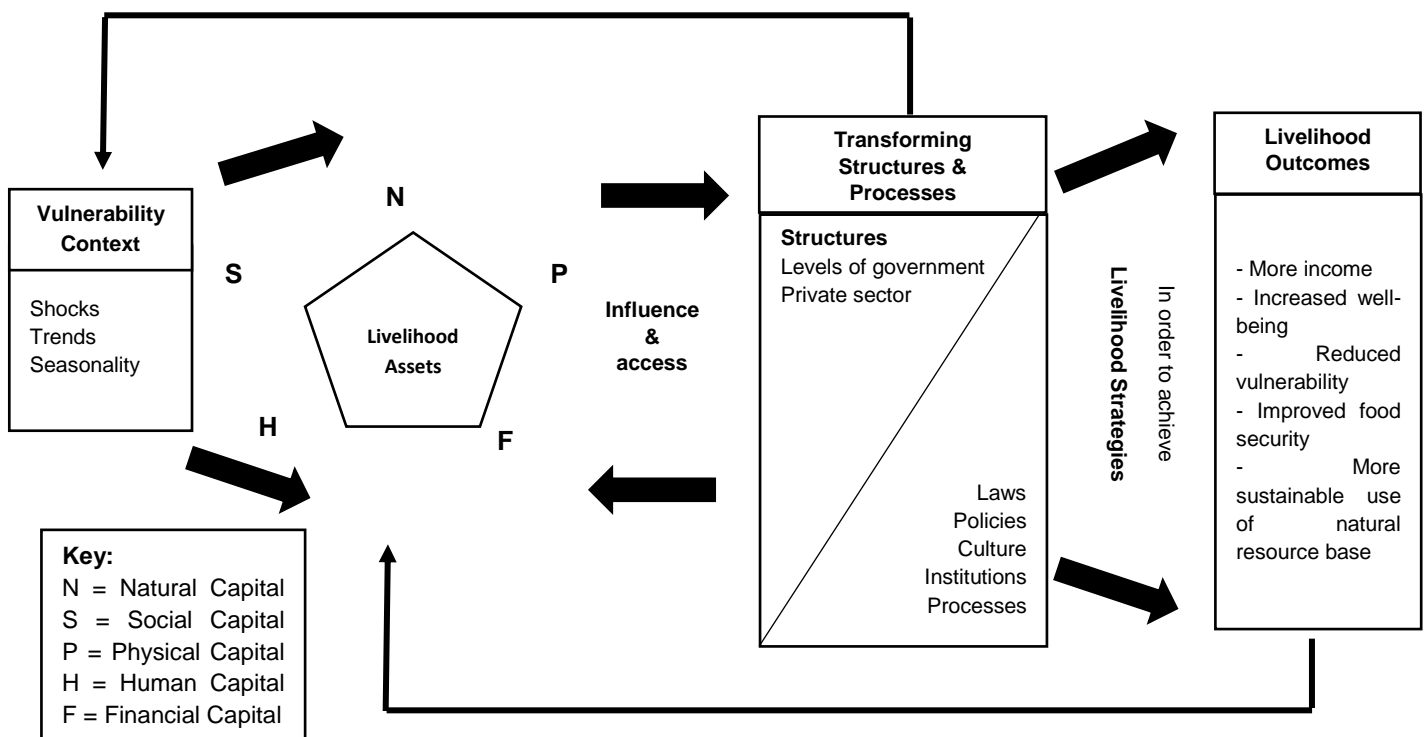 Vulnerability
Context
Shocks
Trends
Seasonality
N
S
P
H
F
Livelihood
Assets
Influence
&
access
Transforming
Structures &
Processes
Structures
Levels of government
Private sector
Laws
Policies
Culture
Institutions
Processes
Livelihood Strategies
In order to achieve
Livelihood
Outcomes
- More income
- Increased well-
being
- Reduced
vulnerability
- Improved food
security
- More
sustainable use
of natural
resource base
Key:
N = Natural Capital
S = Social Capital
P = Physical Capital
H = Human Capital
F = Financial Capital